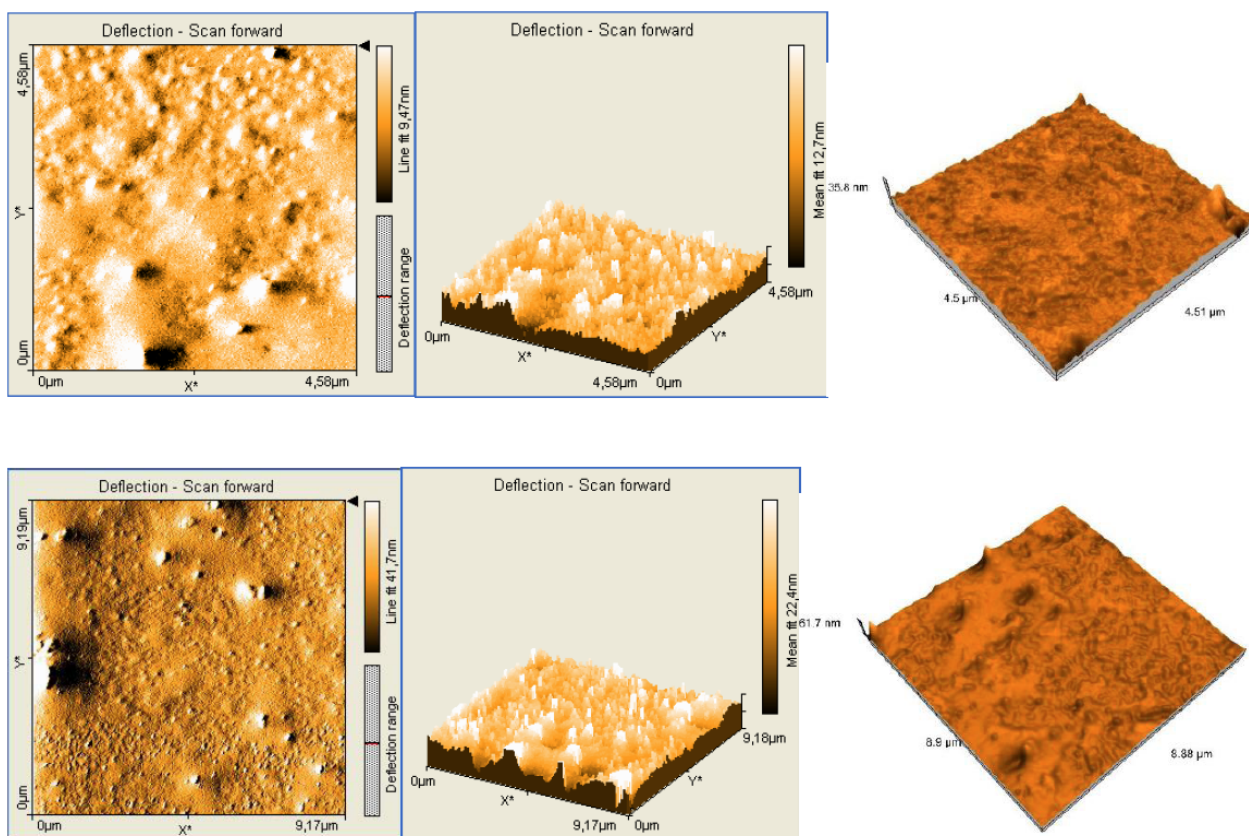 Deflection - Scan forward
4,58µm
Y*
0µm
0µm
X*
4,58µm
Line fit 9,47nm
Deflection range
Deflection - Scan forward
Mean fit 12,7nm
0µm
X*
4,58µm
0µm
Y*
4,58µm
35.8 nm
4.5 µm
4.51 µm
Deflection - Scan forward
9,19µm
Y*
0µm
0µm
X*
9,17µm
Line fit 41,7nm
Deflection range
Deflection - Scan forward
Mean fit 22,4nm
0µm
X*
9,17µm
0µm
Y*
9,18µm
61.7 nm
8.9 µm
8.88 µm